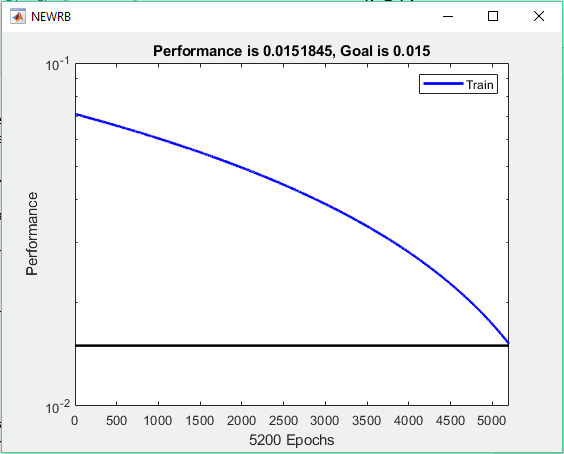 NEWRB
Performance is 0.0151845, Goal is 0.015
10-1
Train
Performance
10-2
0 500 1000 1500 2000 2500 3000 3500 4000 4500 5000
5200 Epochs